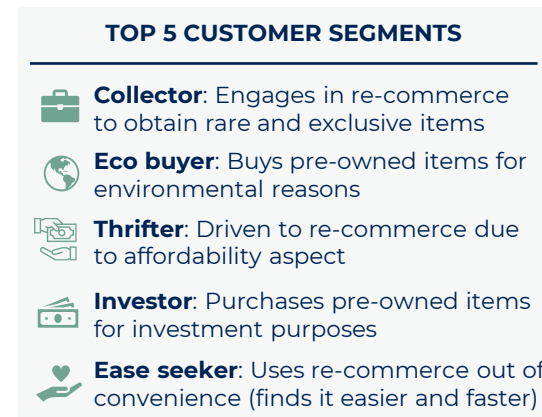 TOP 5 CUSTOMER SEGMENTS
Collector: Engages in re-commerce
to obtain rare and exclusive items
Eco buyer: Buys pre-owned items for
environmental reasons
Thrifter: Driven to re-commerce due
to affordability aspect
Investor: Purchases pre-owned items
for investment purposes
Ease seeker: Uses re-commerce out of
convenience (finds it easier and faster)